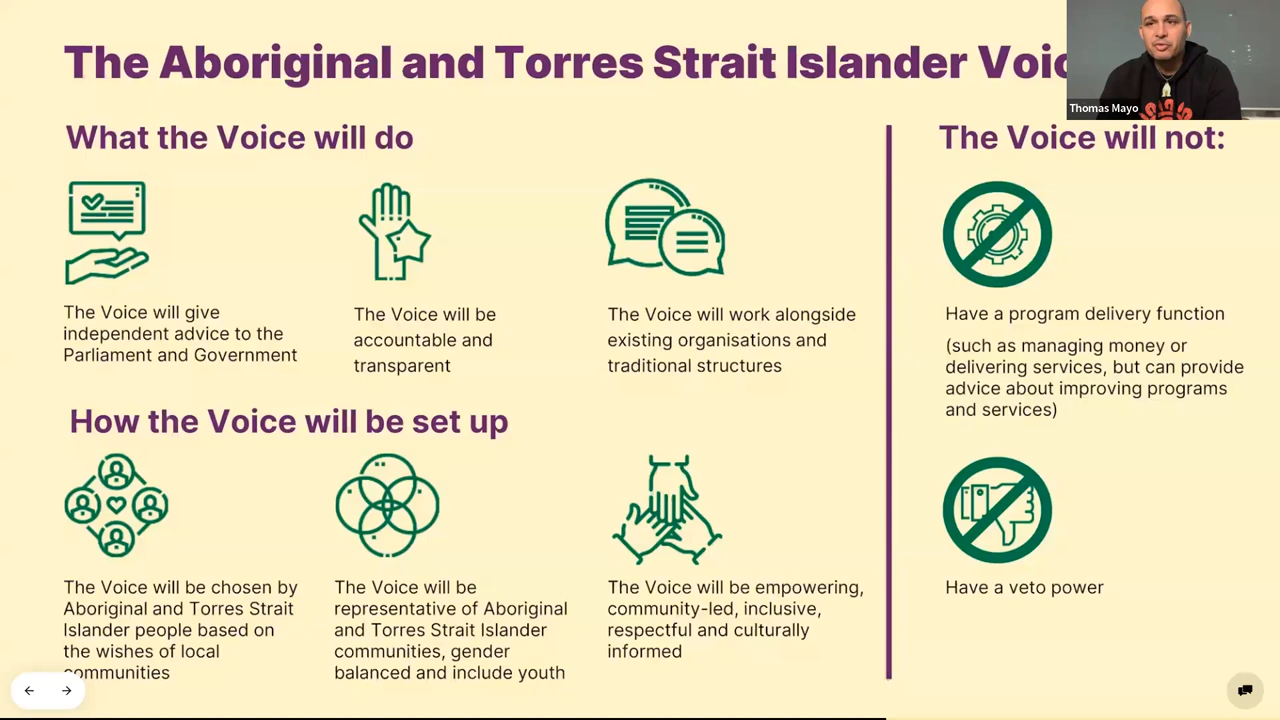 The Aboriginal and Torres Strait Islander
Thomas Mayo
What the Voice will do
The Voice will give
independent advice to the
Parliament and Government
The Voice will be
accountable and
transparent
The Voice will work alongside
existing organisations and
traditional structures
How the Voice will be set up
The Voice will be chosen by
Aboriginal and Torres Strait
Islander people based on
the wishes of local
communities
The Voice will be
representative of Aboriginal
and Torres Strait Islander
communities, gender
balanced and include youth
The Voice will be empowering,
community-led, inclusive,
respectful and culturally
informed
The Voice will not:
Have a program delivery function
(such as managing money or
delivering services, but can provide
advice about improving programs
and services)
Have a veto power